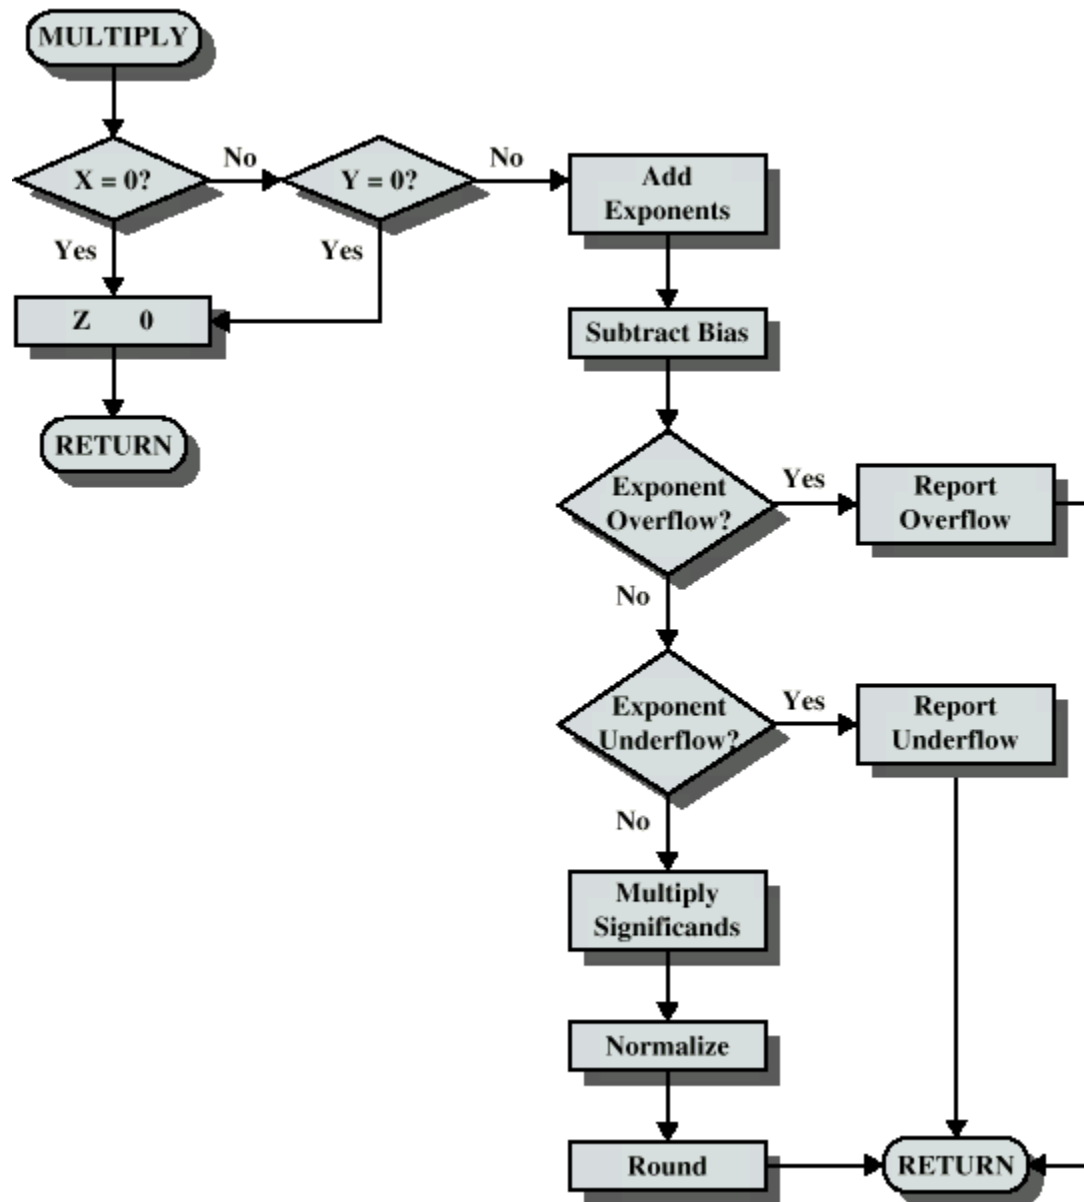 MULTIPLY
X = 0?
No
Y = 0?
No
Add
Exponents
Yes
Yes
Z 0
RETURN
Subtract Bias
Exponent
Overflow?
Yes
Report
Overflow
No
Exponent
Underflow?
Yes
Report
Underflow
No
Multiply
Significands
Normalize
Round
RETURN